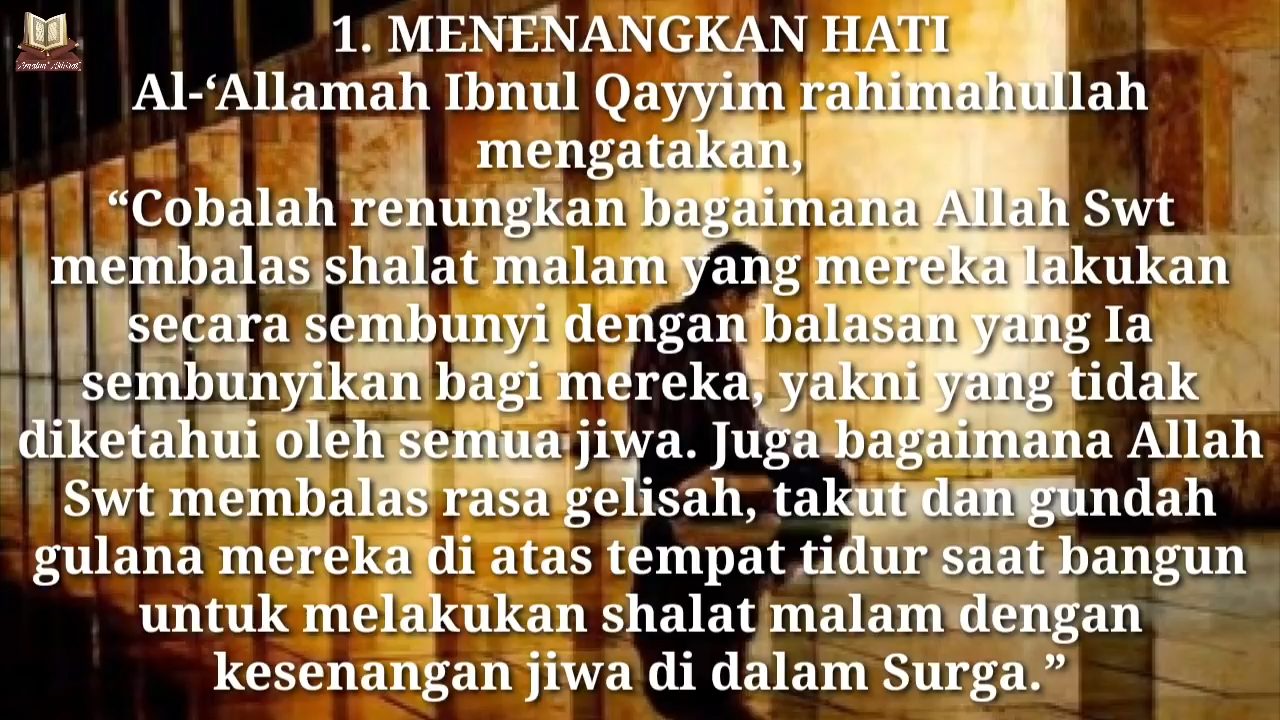 1. MENENANGKAN HATI
Al-‘Allamah Ibnul Qayyim rahimahullah
mengatakan,
“Cobalah renungkan bagaimana Allah Swt
membalas shalat malam yang mereka lakukan
secara sembunyi dengan balasan yang Ia
sembunyikan bagi mereka, yakni yang tidak
diketahui oleh semua jiwa. Juga bagaimana Allah
Swt membalas rasa gelisah, takut dan gundah
gulana mereka di atas tempat tidur saat bangun
untuk melakukan shalat malam dengan
kesenangan jiwa di dalam Surga.”